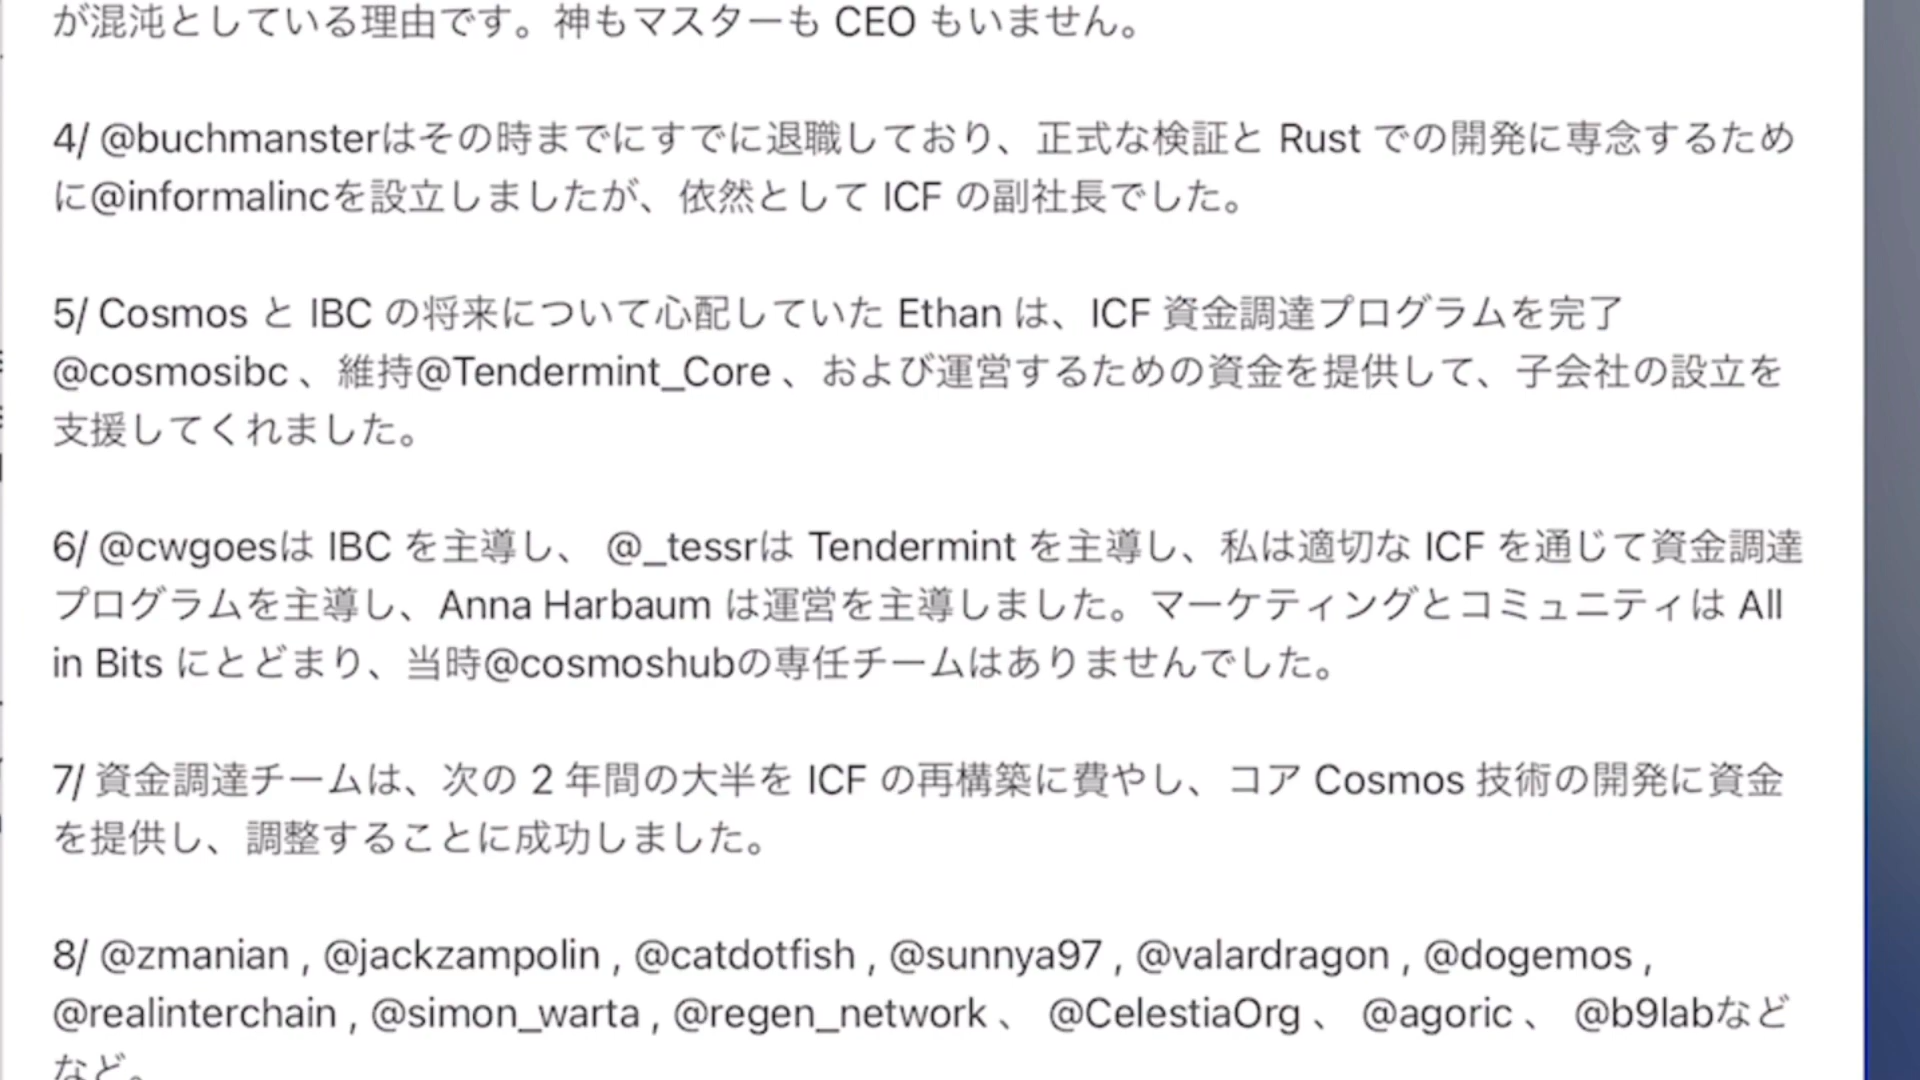 が混沌としている理由です。神もマスターも CEO もいません。
4/ @buchmansterはその時までにすでに退職しており、正式な検証と Rust での開発に専念するため
に@informalincを設立しましたが、依然として ICF の副社長でした。
5/ Cosmos と IBC の将来について心配していた Ethan は、ICF 資金調達プログラムを完了
@cosmosibc 、維持@Tendermint_Core 、および運営するための資金を提供して、子会社の設立を
支援してくれました。
6/ @cwgoesは IBC を主導し、 @_tessrは Tendermint を主導し、私は適切な ICF を通じて資金調達
プログラムを主導し、Anna Harbaum は運営を主導しました。マーケティングとコミュニティは All
in Bits にとどまり、当時@cosmoshubの専任チームはありませんでした。
7/ 資金調達チームは、次の 2 年間の大半を ICF の再構築に費やし、コア Cosmos 技術の開発に資金
を提供し、調整することに成功しました。
8/ @zmanian , @jackzampolin , @catdotfish , @sunnya97 , @valardragon , @dogemos ,
@realinterchain , @simon_warta , @regen_network 、 @CelestiaOrg 、 @agoric 、 @b9labなど
など。